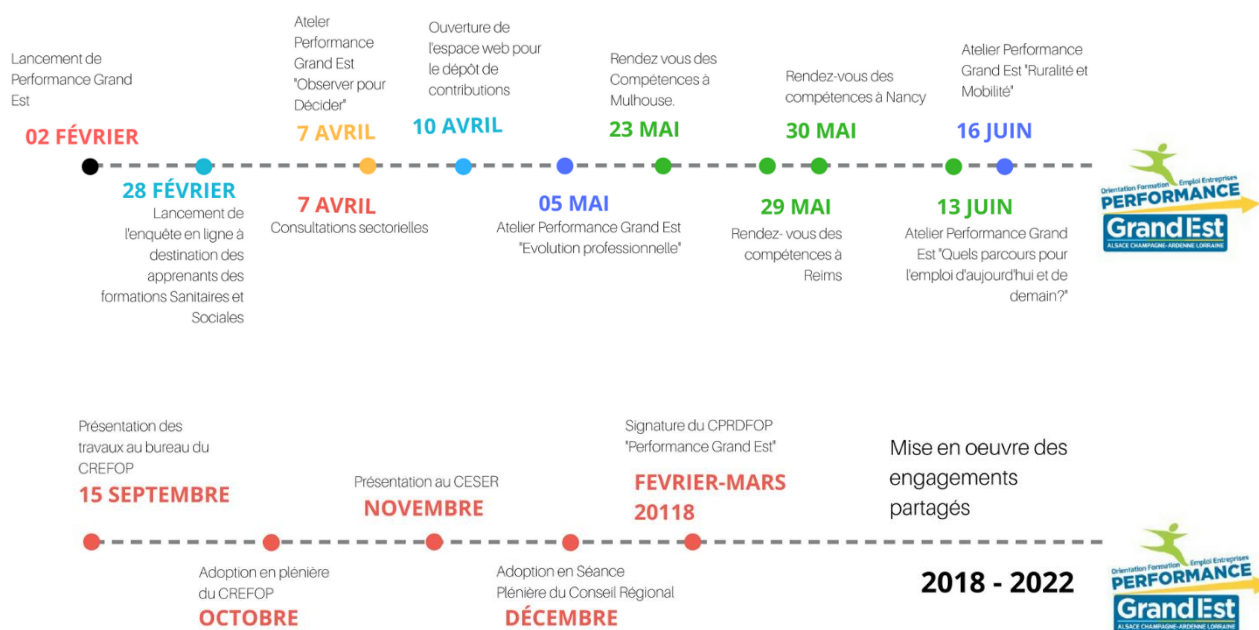 Lancement de
Performance Grand
Est
02 FÉVRIER
28 FÉVRIER
Lancement de
l'enquête en ligne à
destination des
apprenants des
formations Sanitaires et
Sociales
Ateler
Performance
Grand Est
"Observer pour
Décider"
7 AVRIL
7 AVRIL
Consultations sectorielles
Ouverture de
l'espace web pour
le dépôt de
contributions
10 AVRIL
05 MAI
Atelier Performance Grand Est
"Evolution professionnelle"
Rendez vous des
Compétences à
Mulhouse.
23 MAI
29 MAI
Rendez- vous des
compétences à
Reims
Rendez-vous des
compétences à Nancy
30 MAI
13 JUIN
Atelier Performance Grand
Est "Quels parcours pour
l'emploi d'aujourd'hui et de
demain?"
Atelier Performance
Grand Est "Ruralité et
Mobilité"
16 JUIN
Orientation Formation Emploi Entreprises
PERFORMANCE
Grand Est
ALSACE CHAMPAGNE-ARDENNE LORRAINE
Présentation des
travaux au bureau du
CREFOP
15 SEPTEMBRE
Adoption en plénière
du CREFOP
OCTOBRE
Présentation au CESER
NOVEMBRE
Adoption en Séance
Plénière du Conseil Régional
DÉCEMBRE
Signature du CPRDFOP
"Performance Grand Est"
FEVRIER-MARS
20118
Mise en oeuvre des
engagements
partagés
2018 - 2022
Orientation Formation Emploi Entreprises
PERFORMANCE
Grand Est
ALSACE CHAMPAGNE-ARDENNE LORRAINE